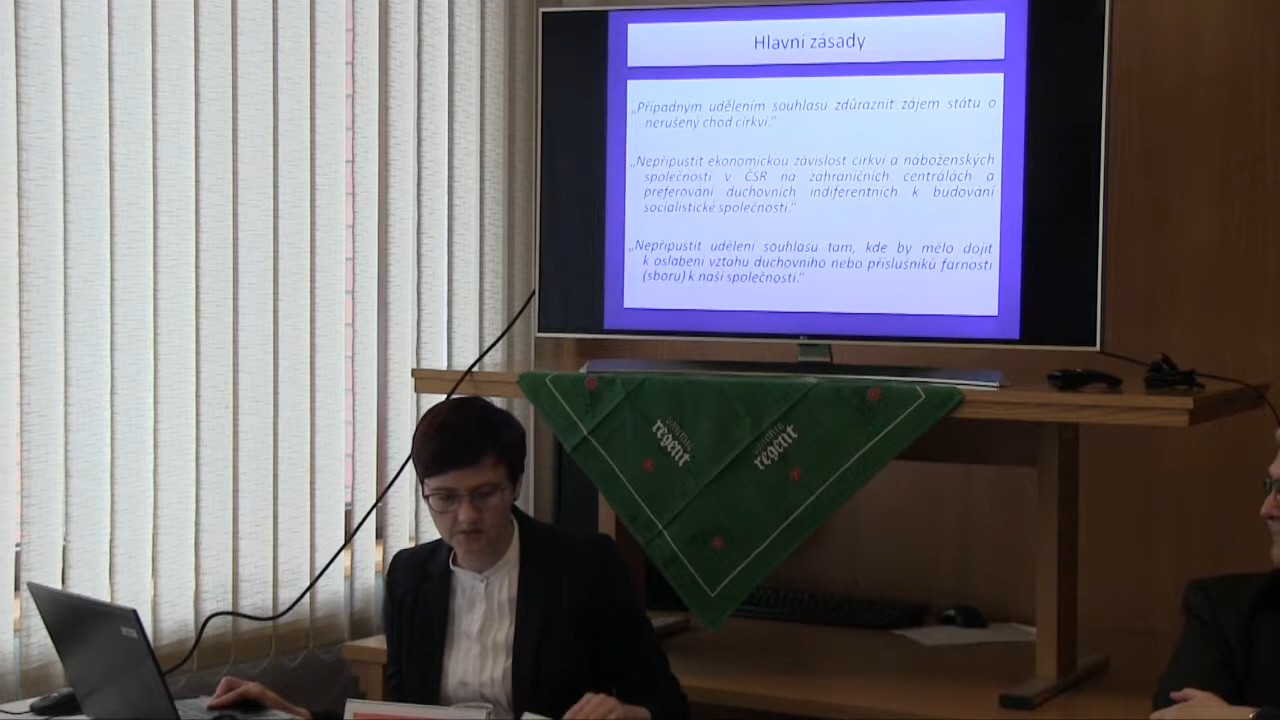 Hlavní zásady
„Případným udělením souhlasu zdůraznit zájem státu o
nerušený chod církví.“
„Nepřipustit ekonomickou závislost církví a náboženských
společností v ČSR na zahraničních centrálách a
preferování duchovních indiferentních k budování
socialistické společnosti.“
„Nepřipustit udělení souhlasu tam, kde by mělo dojít
k oslabení vztahu duchovního nebo příslušníků farnosti
(sboru) k naší společnosti.“
regent
regent